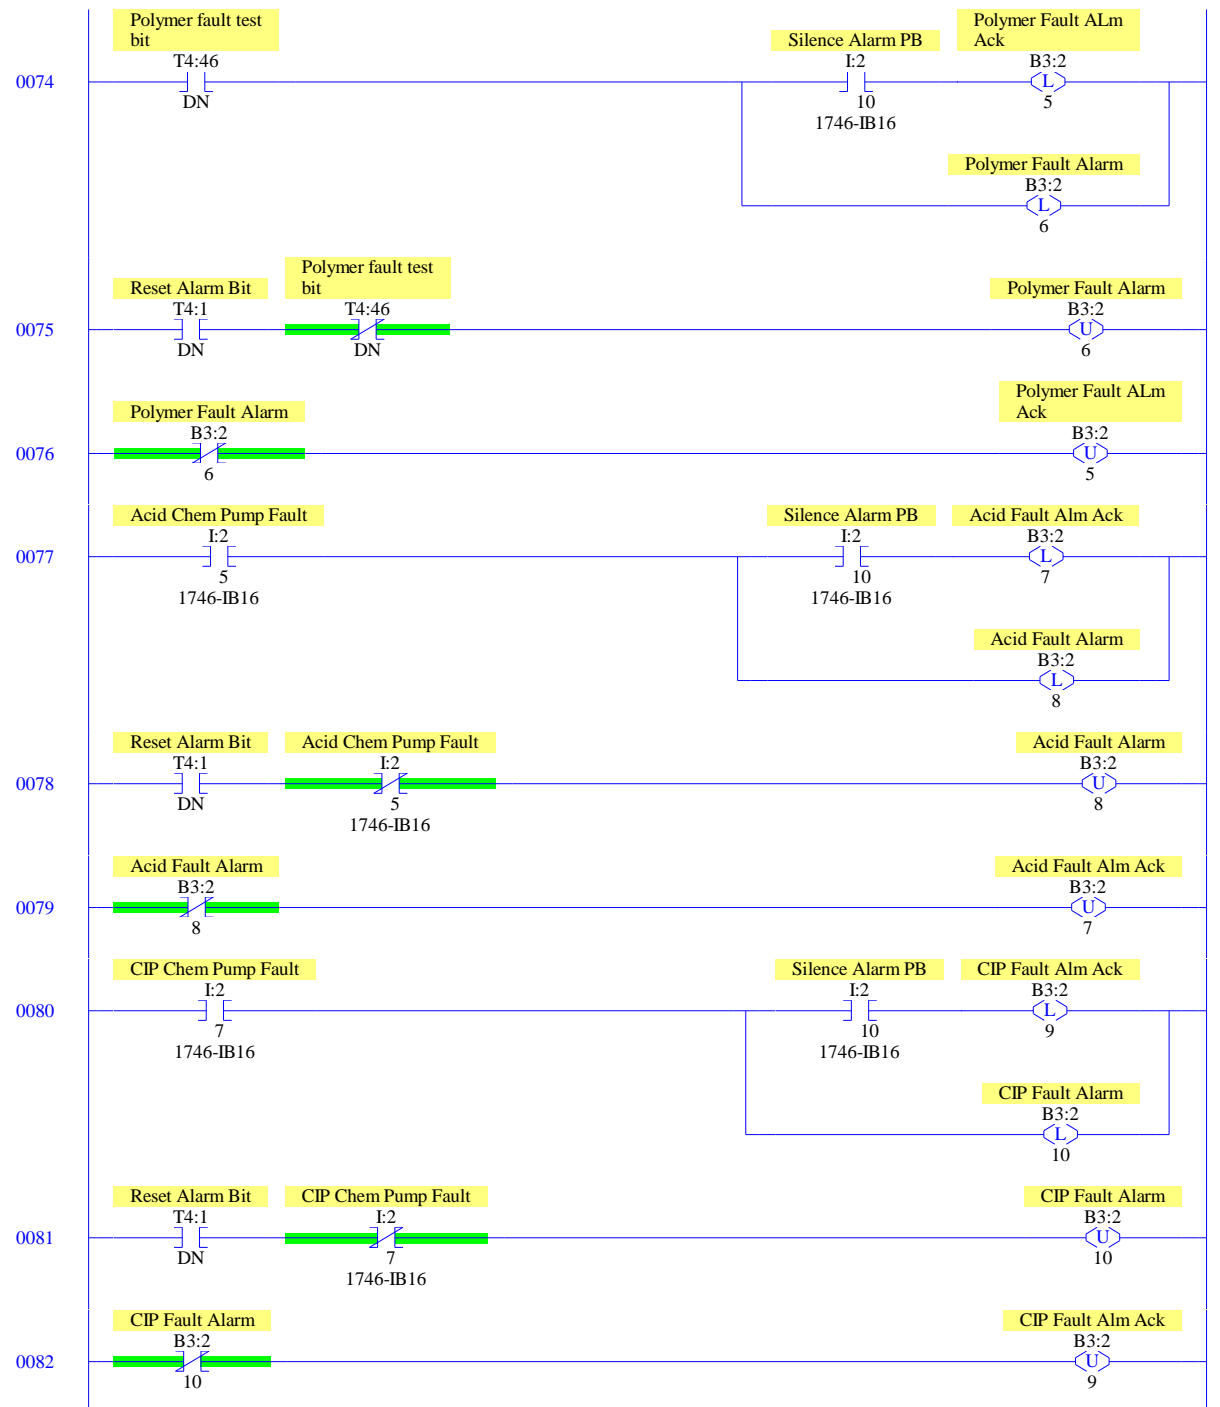 Polymer fault test
bit
T4:46
DN
Silence Alarm PB
I:2
10
1746-IB16
Polymer Fault ALm
Ack
B3:2
L
5
0074
Polymer Fault Alarm
B3:2
L
6
Reset Alarm Bit
T4:1
DN
Polymer fault test
bit
T4:46
DN
Polymer Fault Alarm
B3:2
U
6
0075
Polymer Fault Alarm
B3:2
6
Polymer Fault ALm
Ack
B3:2
U
5
0076
Acid Chem Pump Fault
I:2
5
1746-IB16
Silence Alarm PB
I:2
10
1746-IB16
Acid Fault Alm Ack
B3:2
L
7
0077
Acid Fault Alarm
B3:2
L
8
Reset Alarm Bit
T4:1
DN
Acid Chem Pump Fault
I:2
5
1746-IB16
Acid Fault Alarm
B3:2
U
8
0078
Acid Fault Alarm
B3:2
8
Acid Fault Alm Ack
B3:2
U
7
0079
CIP Chem Pump Fault
I:2
7
1746-IB16
Silence Alarm PB
I:2
10
1746-IB16
CIP Fault Alm Ack
B3:2
L
9
0080
CIP Fault Alarm
B3:2
L
10
Reset Alarm Bit
T4:1
DN
CIP Chem Pump Fault
I:2
7
1746-IB16
CIP Fault Alarm
B3:2
U
10
0081
CIP Fault Alarm
B3:2
10
CIP Fault Alm Ack
B3:2
U
9
0082